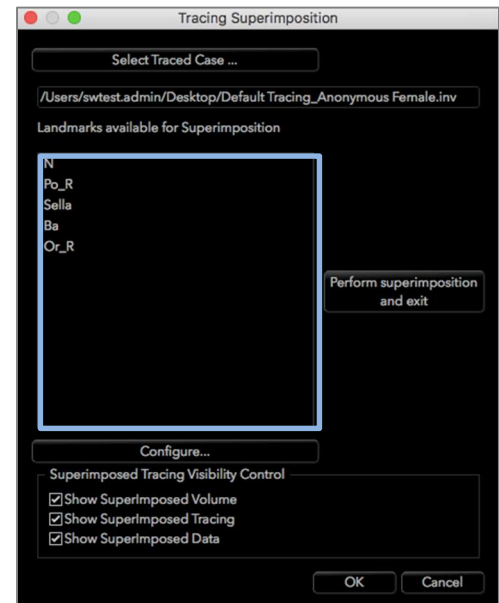 Tracing Superimposition
Select Traced Case ...
/Users/swtest.admin/Desktop/Default Tracing_Anonymous Female.inv
Landmarks available for Superimposition
N
Po_R
Sella
Ba
Or_R
Perform superimposition
and exit
Configure...
Superimposed Tracing Visibility Control
Show SuperImposed Volume
Show SuperImposed Tracing
Show SuperImposed Data
OK
Cancel